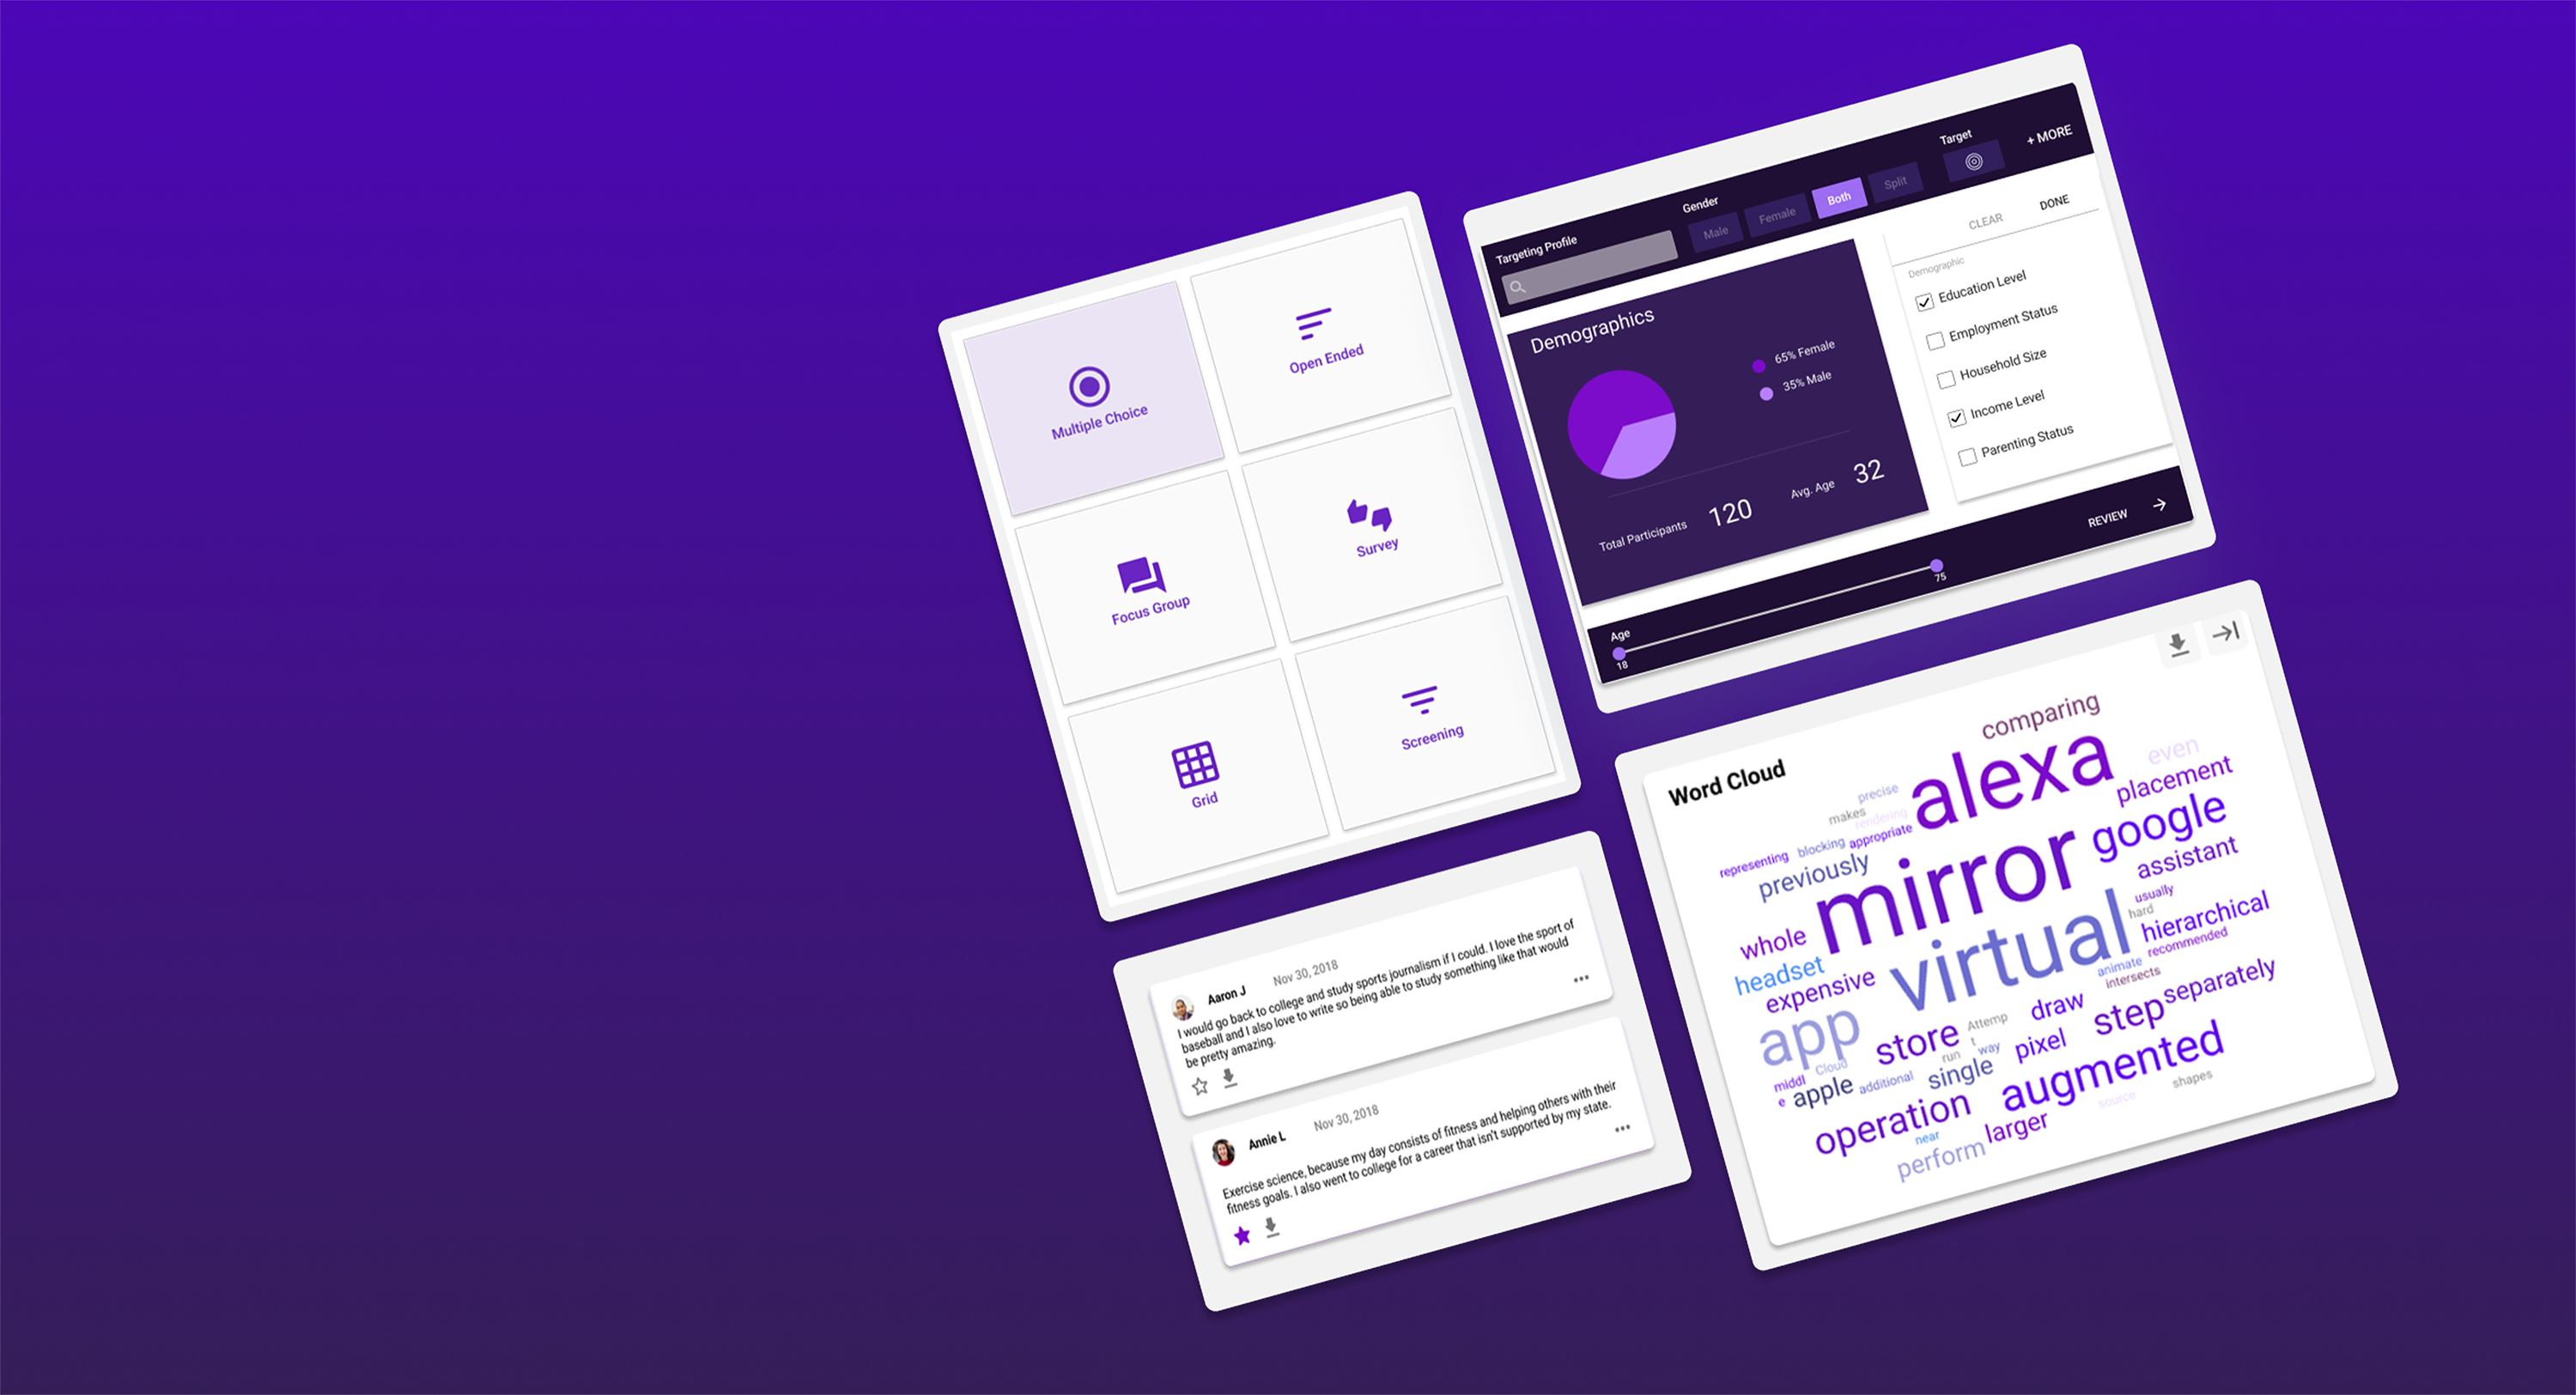 Multiple Choice
Open Ended
Focus Group
Survey
Grid
Screening
Targeting Profile
Gender
Male
Female
Both
Split
Target
+ MORE
Demographics
65% Female
35% Male
Total Participants 120
Avg. Age 32
CLEAR
DONE
Demographic
Education Level
Employment Status
Household Size
Income Level
Parenting Status
Age
18
75
REVIEW
Aaron J Nov 30, 2018
I would go back to college and study sports journalism if I could. I love the sport of
baseball and I also love to write so being able to study something like that would
be pretty amazing.
Annie L Nov 30, 2018
Exercise science, because my day consists of fitness and helping others with their
fitness goals. I also went to college for a career that isn't supported by my state.
Word Cloud
comparing
alexa
even
precise
placement
makes
rendering
google
representing
blocking
appropriate
previously
mirror
assistant
usually
hard
whole
virtual
hierarchical
recommended
headset
expensive
animate
intersects
separately
app
store
Attemp
t
draw
step
run
way
pixel
augmented
middl
e
Cloud
apple
additional
single
source
shapes
operation
near
larger
perform